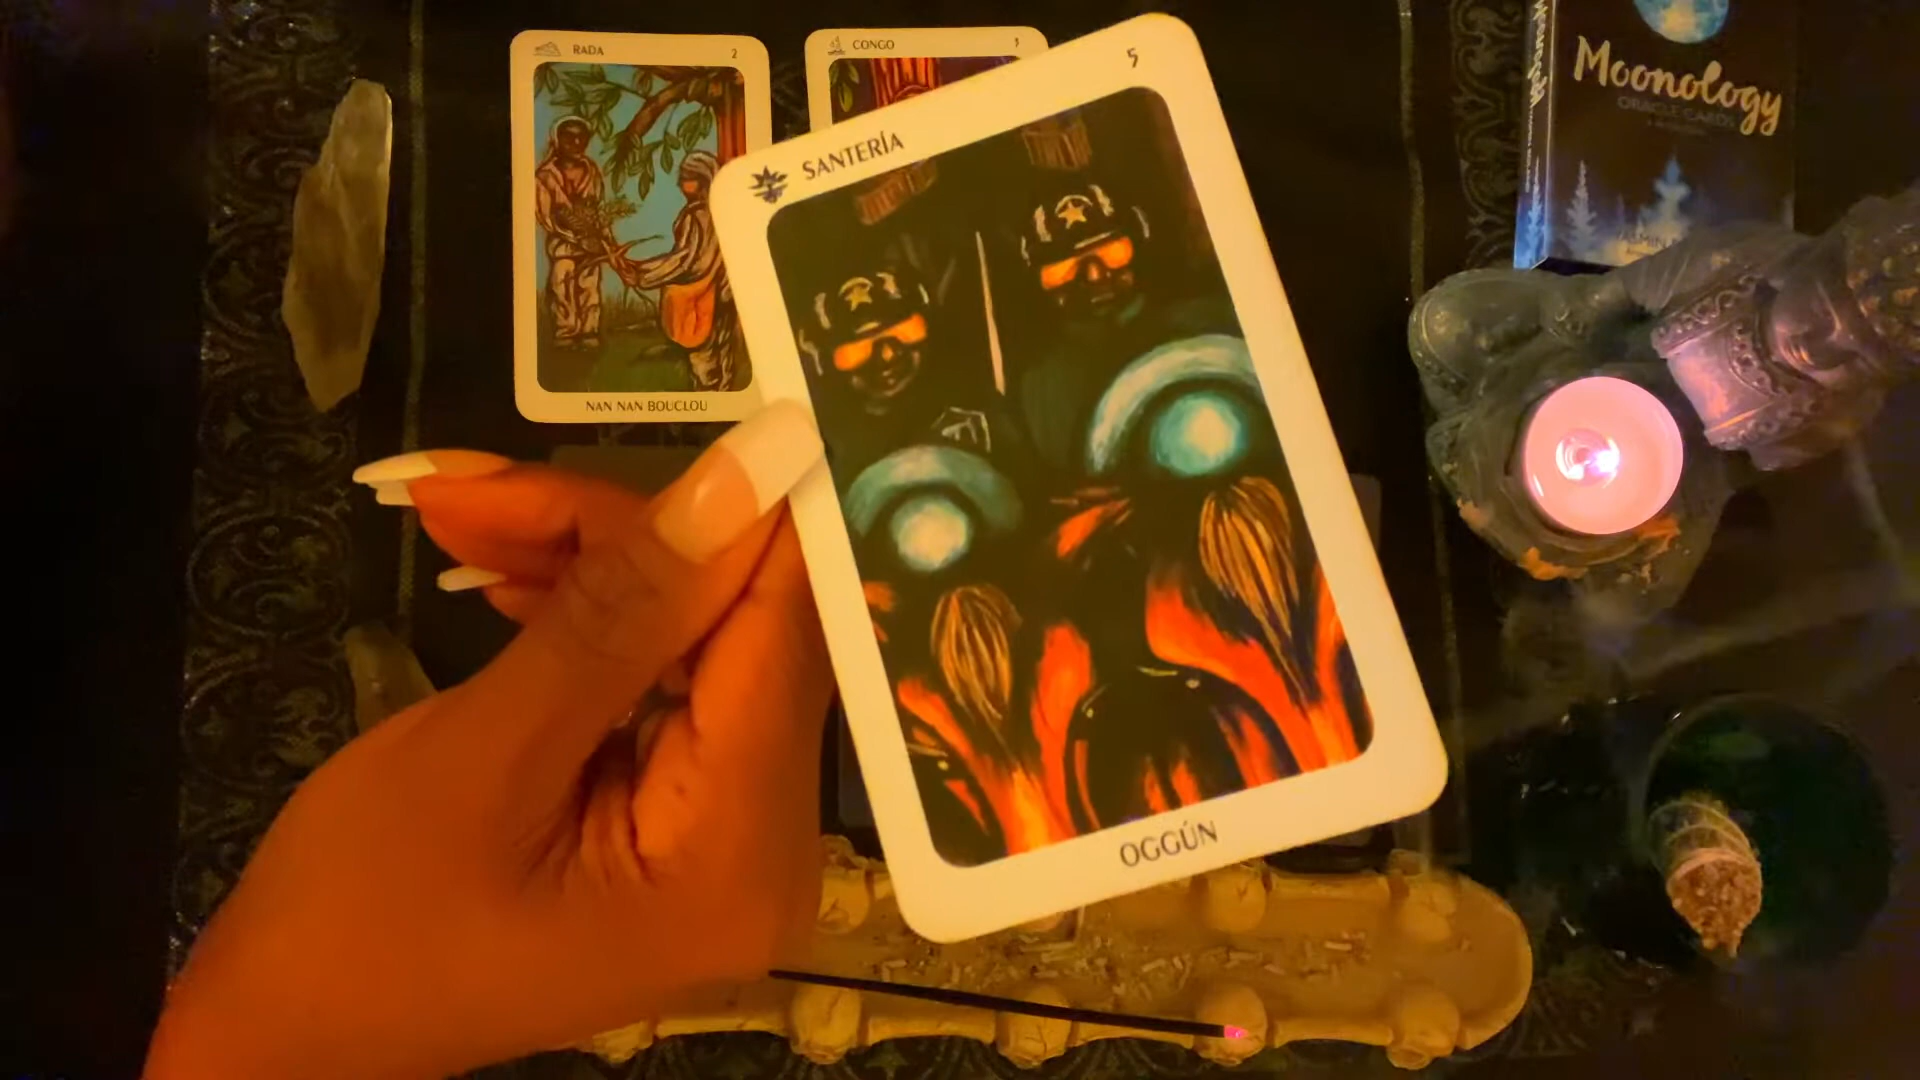 RADA 2
NAN NAN BOUCLOU
CONGO
SANTERÍA 5
OGGÚN
Moonology
ORACLE CARDS